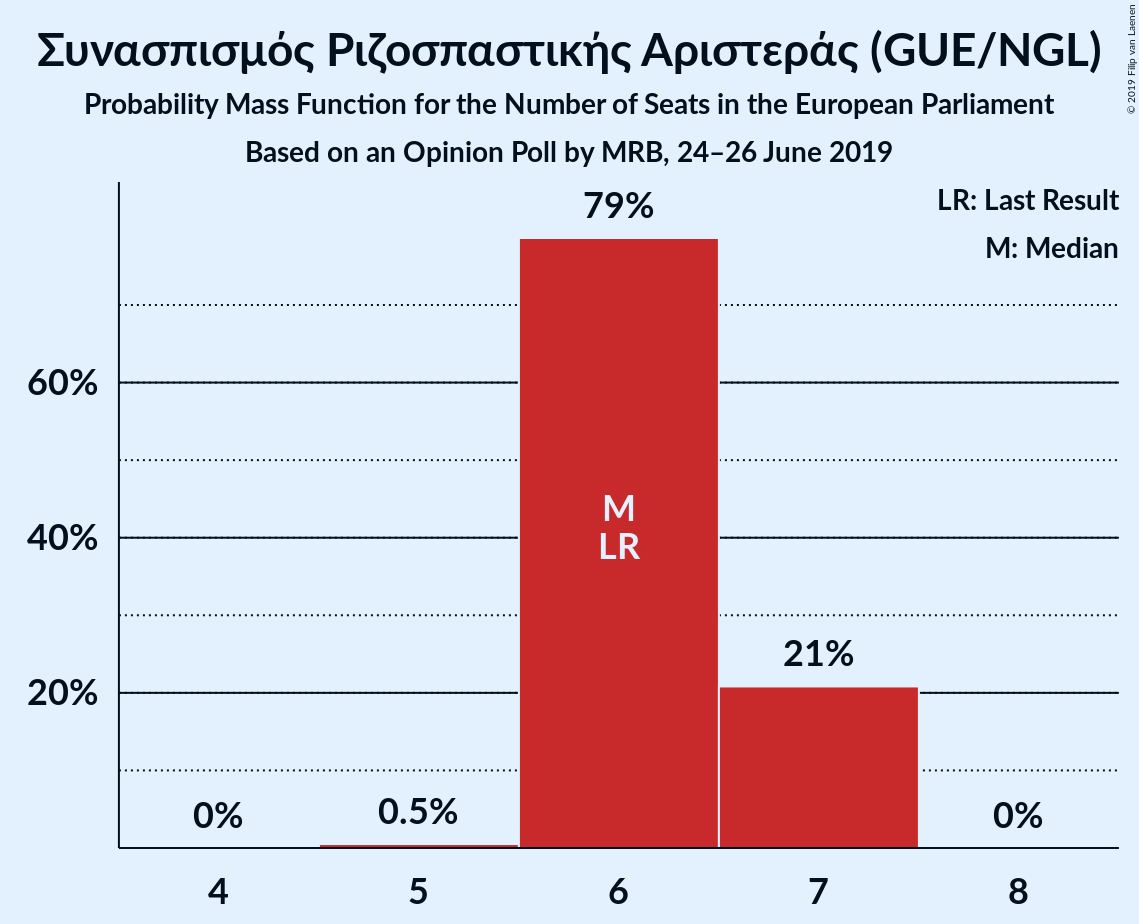 Συνασπισμός Ριζοσπαστικής Αριστεράς (GUE/NGL)
Probability Mass Function for the Number of Seats in the European Parliament
Based on an Opinion Poll by MRB, 24–26 June 2019
© 2019 Filip van Laenen
LR: Last Result
M: Median
79%
60%
M
40%
LR
21%
20%
0%
0.5%
0%
4
5
6
7
8